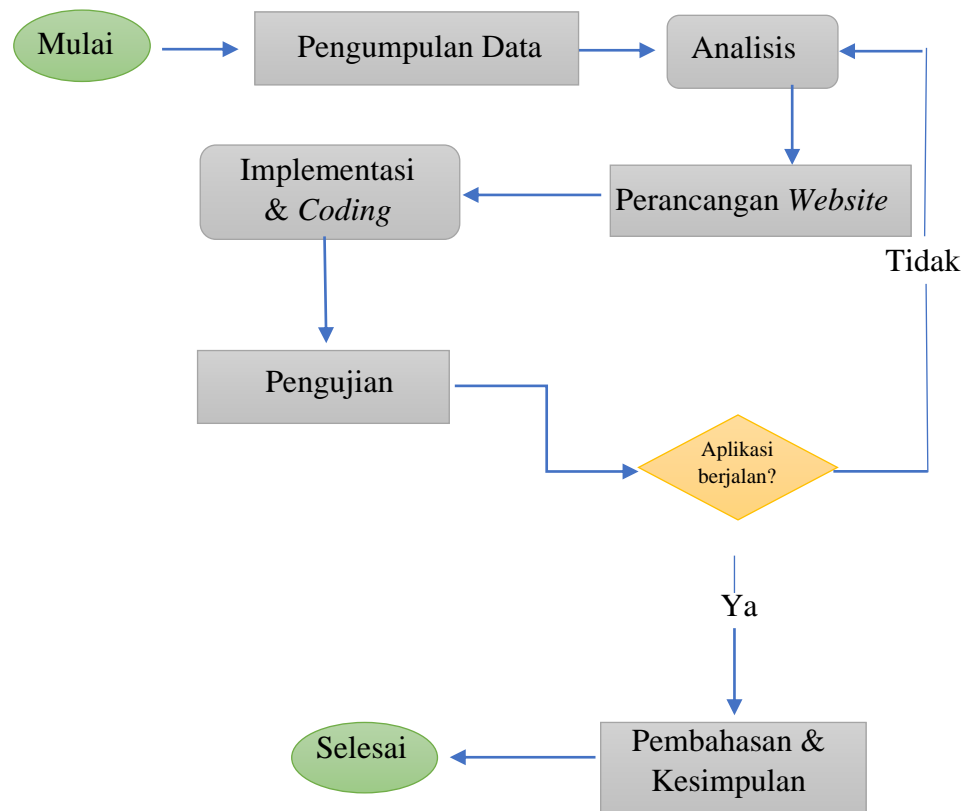 Mulai
Pengumpulan Data
Analisis
Implementasi
& Coding
Perancangan Website
Tidak
Pengujian
Aplikasi
berjalan?
Ya
Selesai
Pembahasan &
Kesimpulan